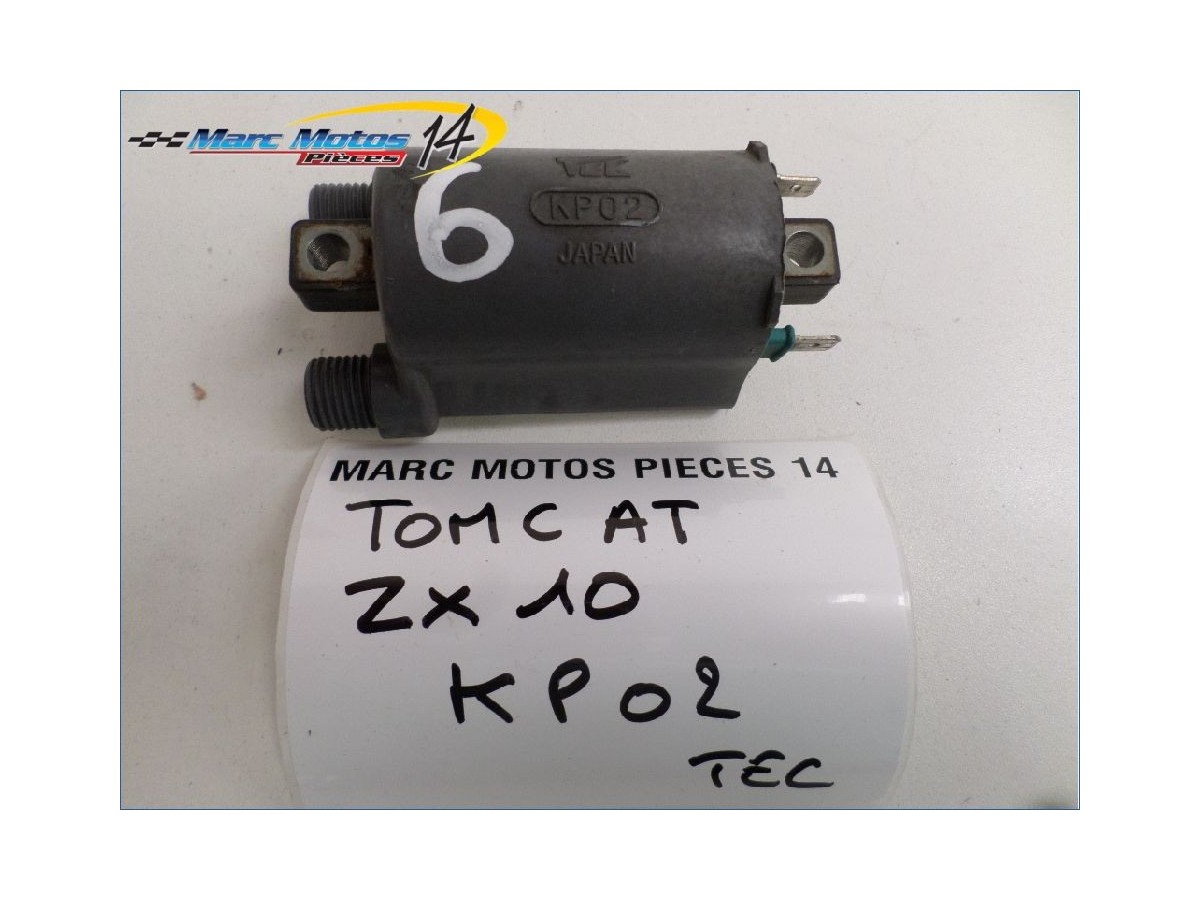 Marc Motos 14
Pièces
6
TEC
KP02
JAPAN
MARC MOTOS PIECES 14
TOMCAT
ZX 10
KP02
TEC